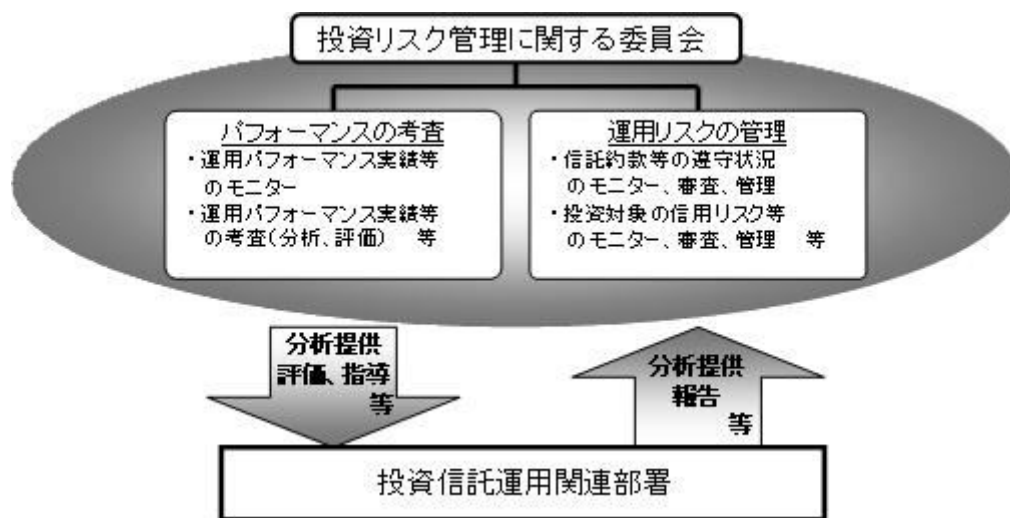 投資リスク管理に関する委員会
パフォーマンスの考査
・運用パフォーマンス実績等
のモニター
・運用パフォーマンス実績等
の考査(分析、評価) 等
運用リスクの管理
・信託約款等の遵守状況
のモニター、審査、管理
・投資対象の信用リスク等
のモニター、審査、管理 等
分析提供
評価、指導
等
分析提供
報告
等
投資信託運用関連部署